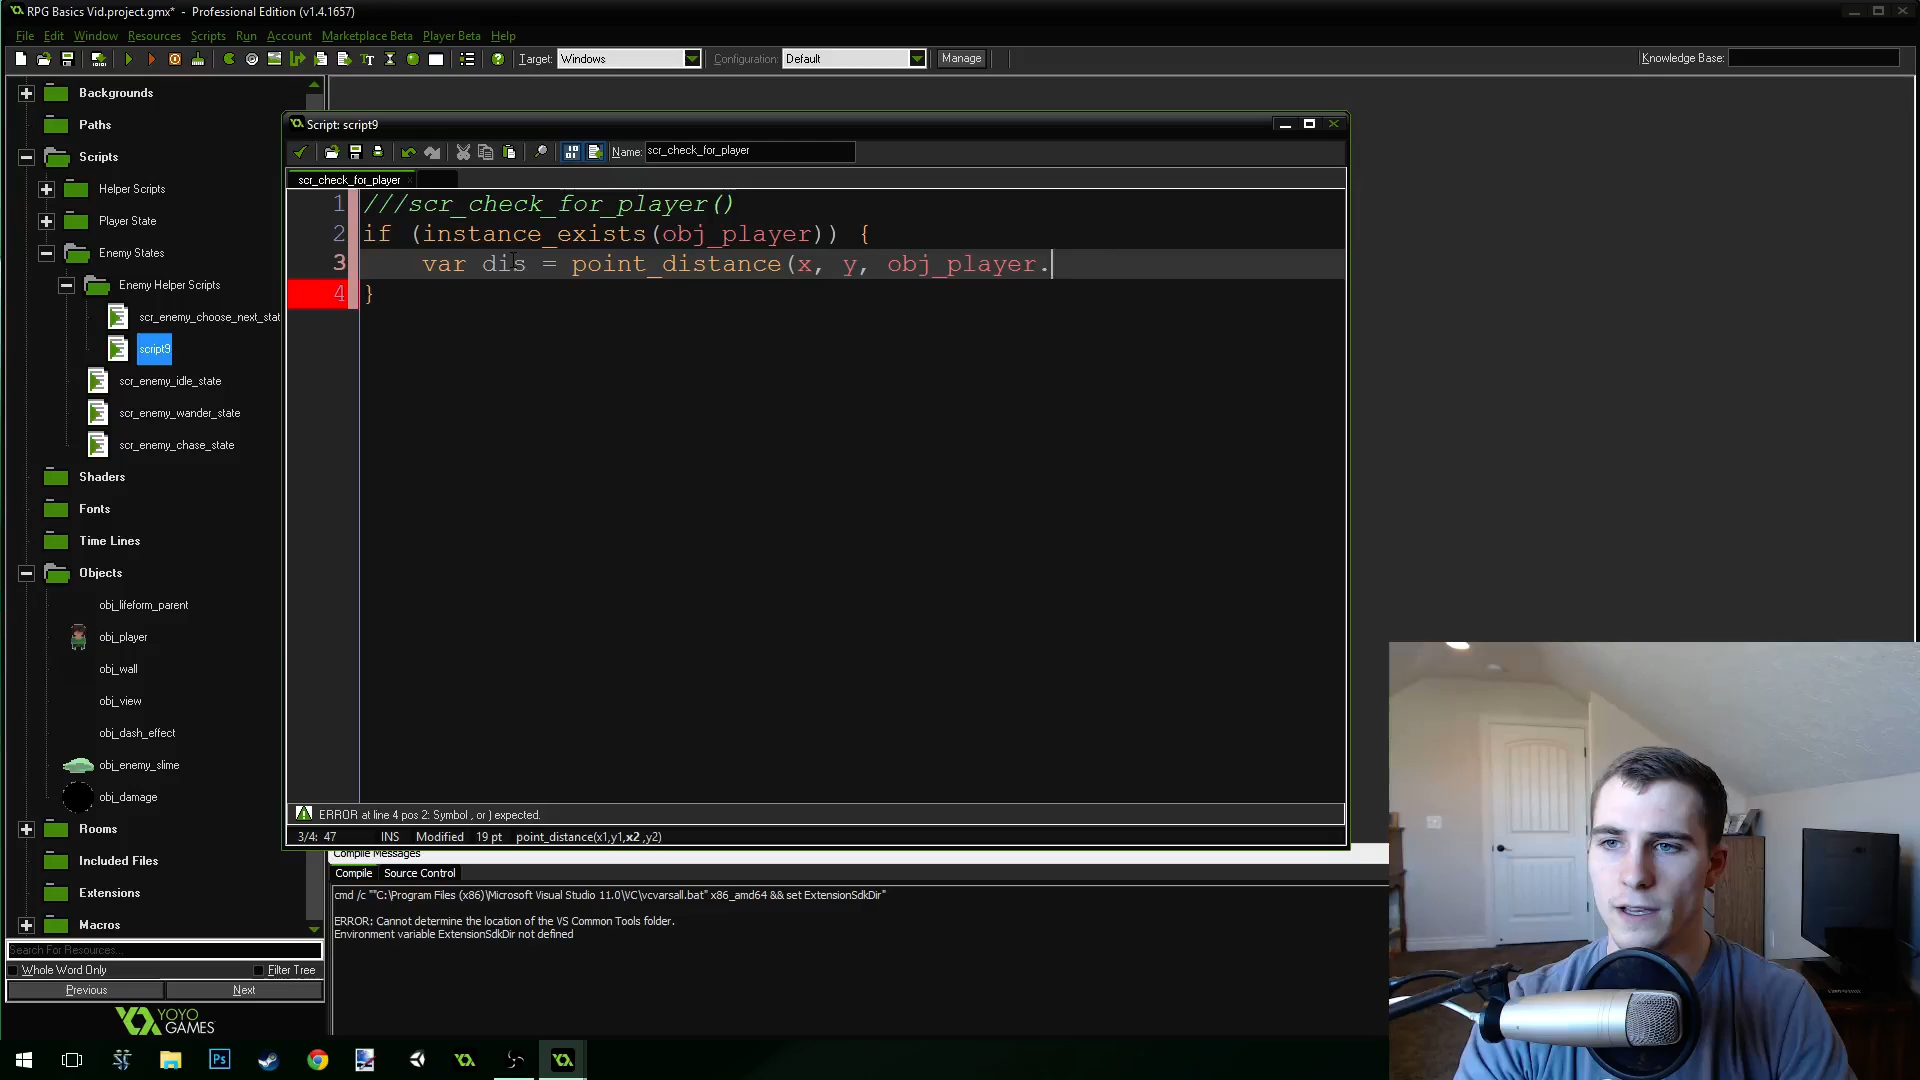 RPG Basics Vid.project.gmx* - Professional Edition (v1.4.1657)
File Edit Window Resources Scripts Run Account Marketplace Beta Player Beta Help
Target: Windows Configuration: Default Manage Knowledge Base:
Backgrounds
Paths
Scripts
Helper Scripts
Player State
Enemy States
Enemy Helper Scripts
scr_enemy_choose_next_stat
script9
scr_enemy_idle_state
scr_enemy_wander_state
scr_enemy_chase_state
Shaders
Fonts
Time Lines
Objects
obj_lifeform_parent
obj_player
obj_wall
obj_view
obj_dash_effect
obj_enemy_slime
obj_damage
Rooms
Included Files
Extensions
Macros
Search For Resources...
Whole Word Only Filter Tree
Previous Next
YOYO
GAMES
Script: script9
Name: scr_check_for_player
scr_check_for_player
1 ///scr_check_for_player()
2 if (instance_exists(obj_player)) {
3 var dis = point_distance(x, y, obj_player.
4 }
ERROR at line 4 pos 2: Symbol , or ) expected.
3/4: 47 INS Modified 19 pt point_distance(x1,y1,x2 ,y2)
Compile Messages
Compile Source Control
cmd /c ""C:\Program Files (x86)\Microsoft Visual Studio 11.0\VC\vcvarsall.bat" x86_amd64 && set ExtensionSdkDir"
ERROR: Cannot determine the location of the VS Common Tools folder.
Environment variable ExtensionSdkDir not defined
Ps